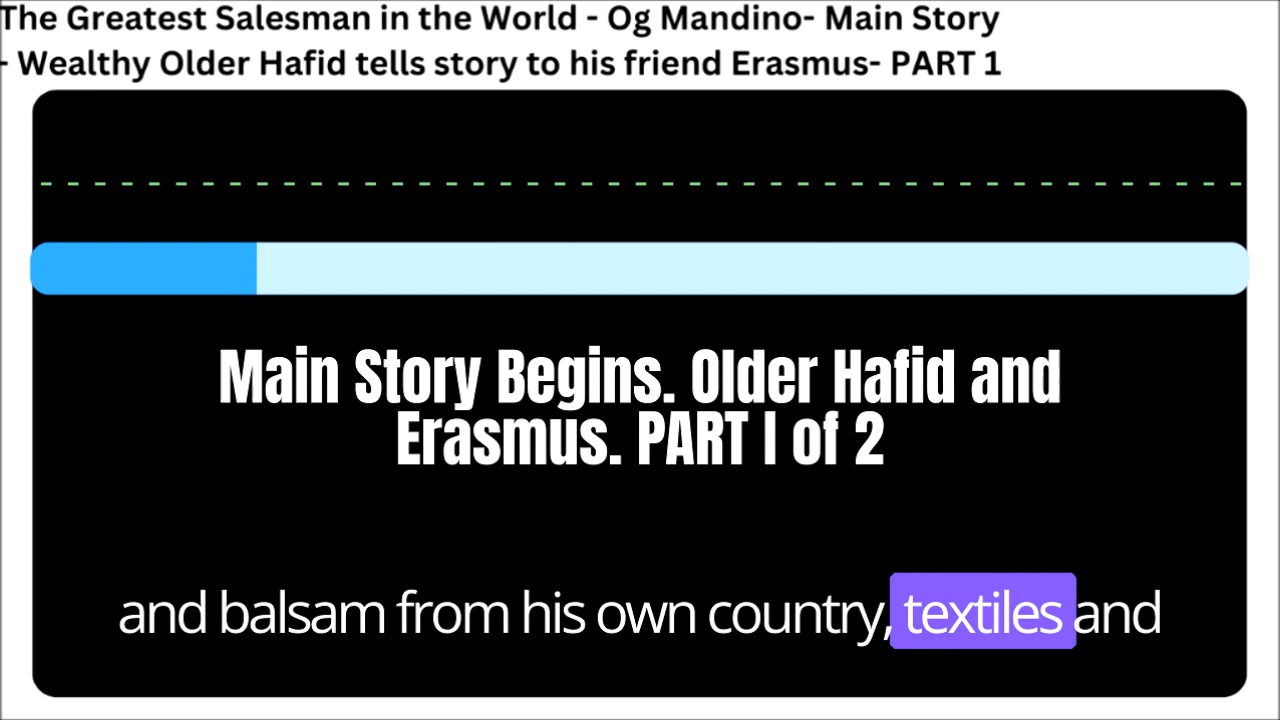 The Greatest Salesman in the World - Og Mandino- Main Story
- Wealthy Older Hafid tells story to his friend Erasmus- PART 1
Main Story Begins. Older Hafid and
Erasmus. PART I of 2
and balsam from his own country, textiles and